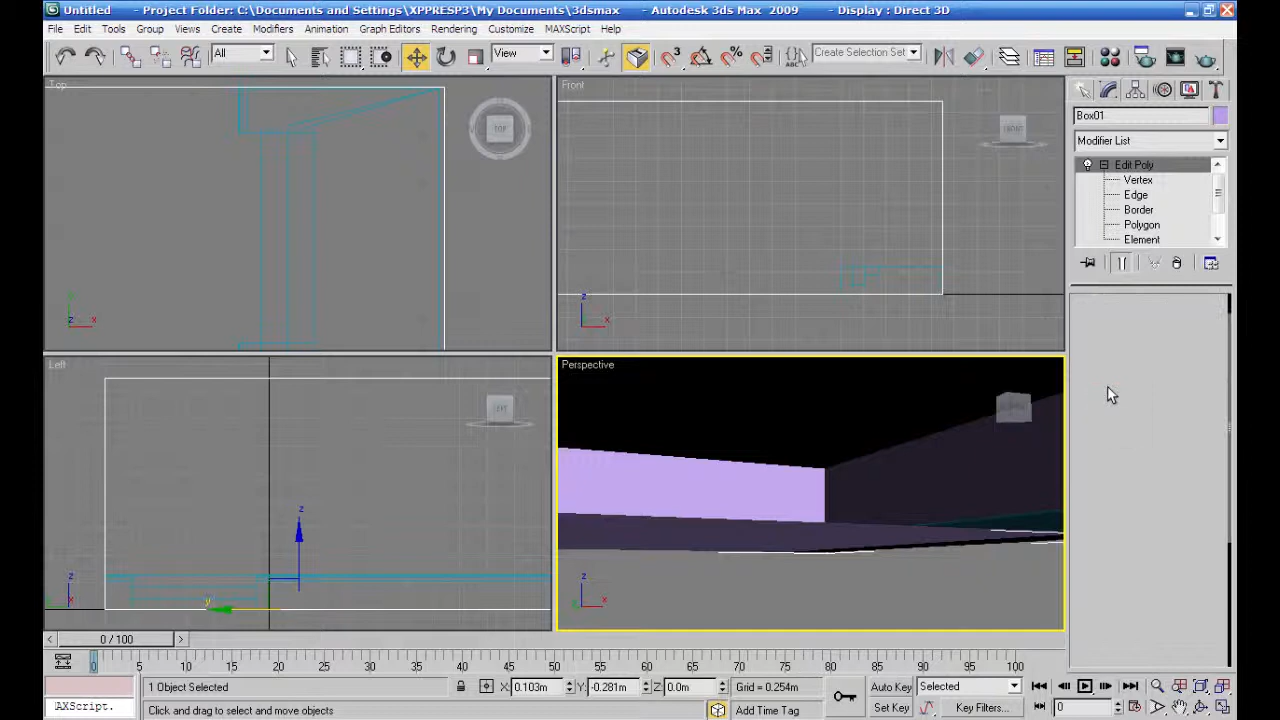 Untitled - Project Folder: C:\Documents and Settings\XPPRESP3\My Documents\3dsmax - Autodesk 3ds Max 2009 - Display : Direct 3D
File Edit Tools Group Views Create Modifiers Animation Graph Editors Rendering Customize MAXScript Help
All View Create Selection Set
Top Front
TOP FRONT
Box01
Modifier List
Edit Poly
Vertex
Edge
Border
Polygon
Element
Left Perspective
LEFT
0 / 100
0 5 10 15 20 25 30 35 40 45 50 55 60 65 70 75 80 85 90 95 100
1 Object Selected X: 0.103m Y: -0.281m Z: 0.0m Grid = 0.254m Auto Key Selected
AXScript. Click and drag to select and move objects Add Time Tag Set Key Key Filters... 0